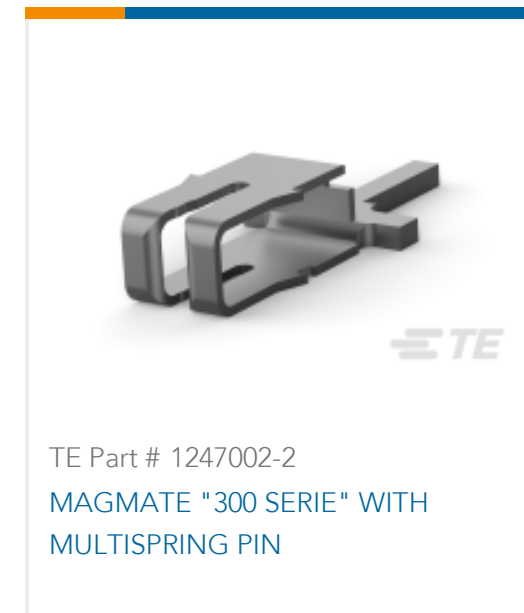 TE
TE Part # 1247002-2
MAGMATE "300 SERIE" WITH
MULTISPRING PIN